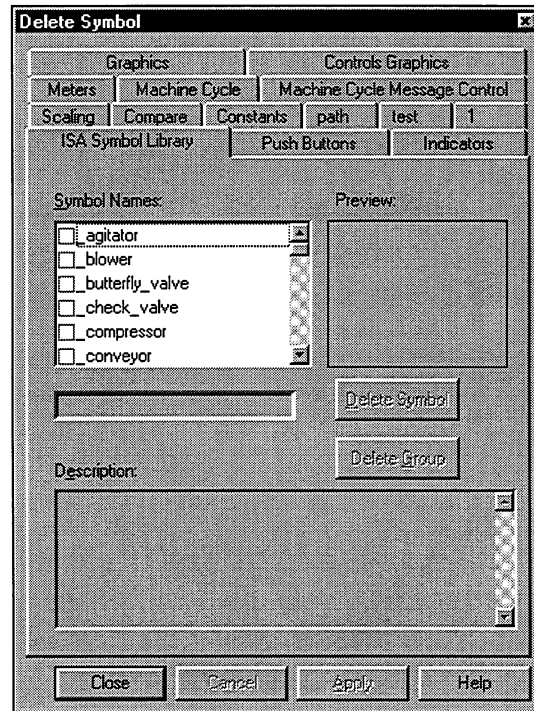 Delete Symbol
Graphics Controls Graphics
Meters Machine Cycle Machine Cycle Message Control
Scaling Compare Constants path test 1
ISA Symbol Library Push Buttons Indicators
Symbol Names: Preview:
_agitator
_blower
_butterfly_valve
_check_valve
_compressor
_conveyor
Delete Symbol
Delete Group
Description:
Close Cancel Apply Help